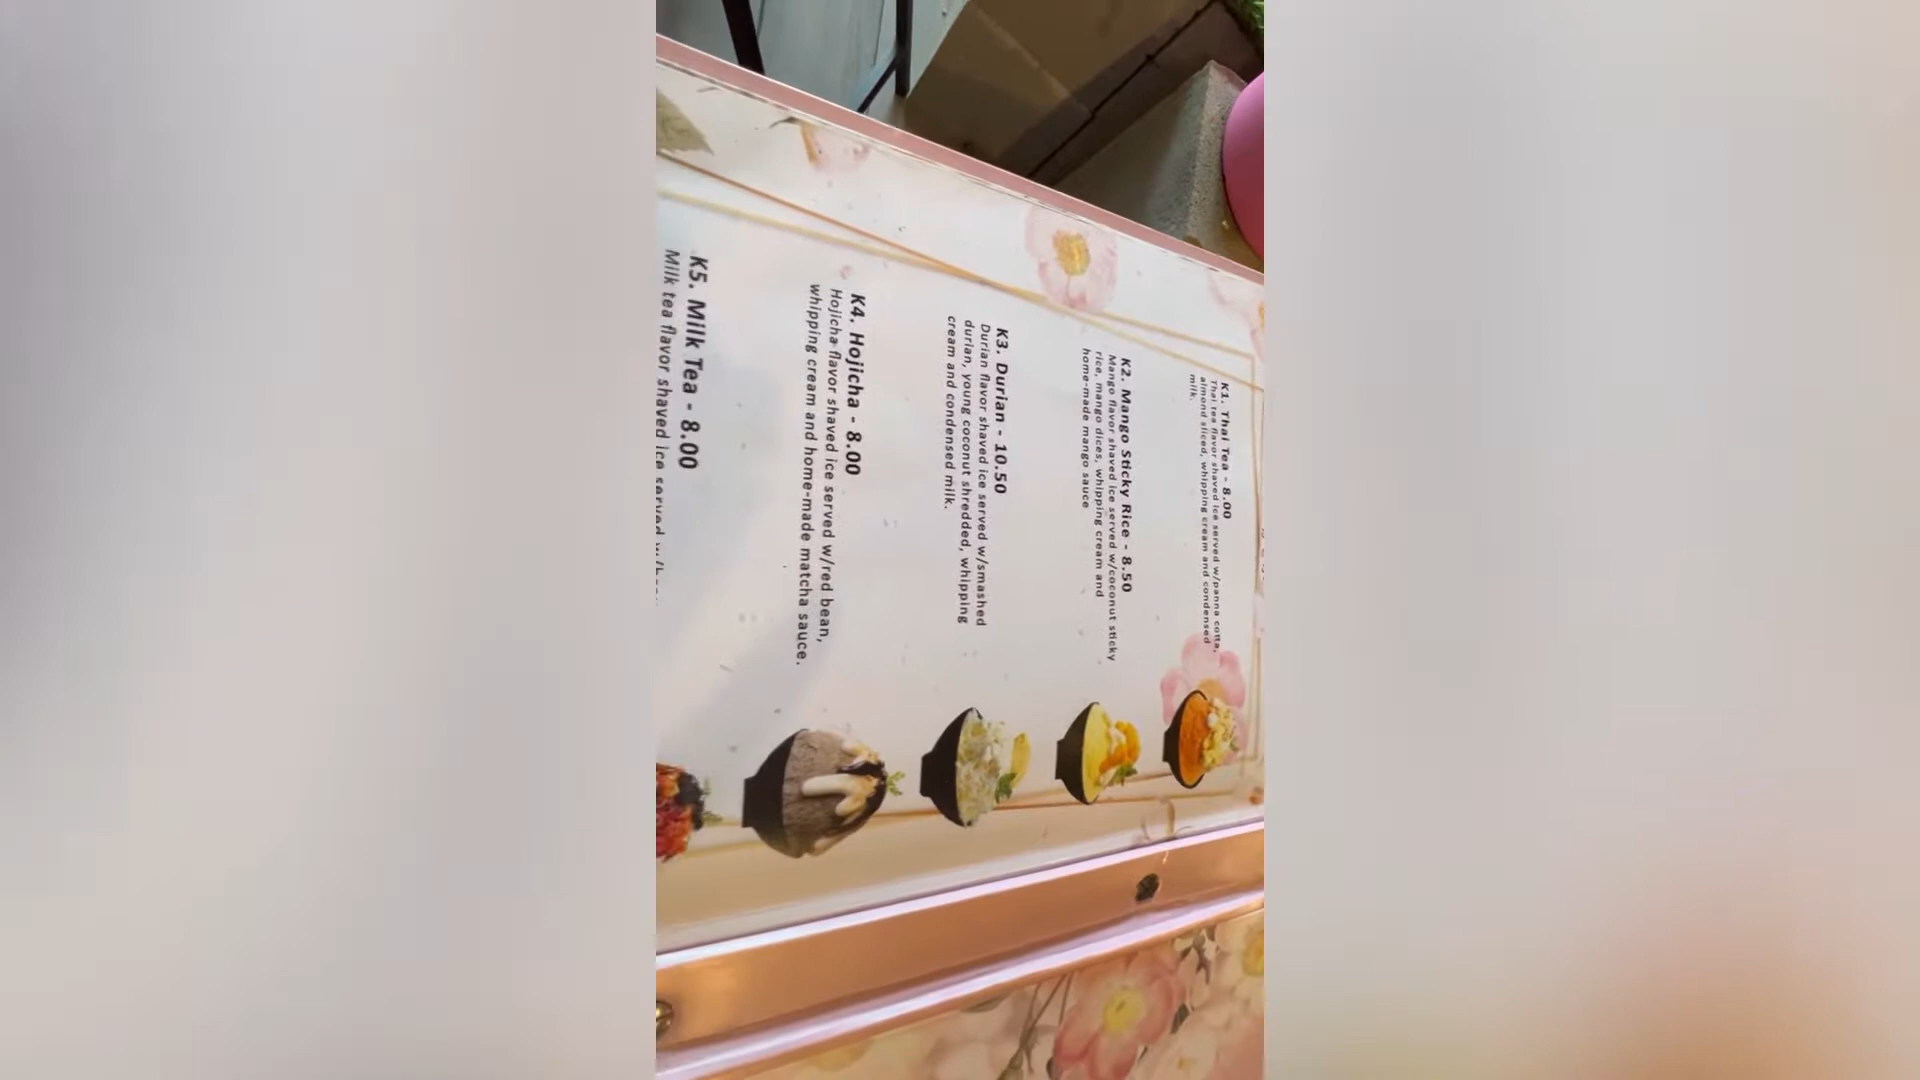 K1. Thai Tea - 8.00
Thai tea flavor shaved ice served w/panna cotta,
almond sliced, whipping cream and condensed
milk.
K2. Mango Sticky Rice - 8.50
Mango flavor shaved ice served w/coconut sticky
rice, mango dices, whipping cream and
home-made mango sauce
K3. Durian - 10.50
Durian flavor shaved ice served w/smashed
durian, young coconut shredded, whipping
cream and condensed milk.
K4. Hojicha - 8.00
Hojicha flavor shaved ice served w/red bean,
whipping cream and home-made matcha sauce.
K5. Milk Tea - 8.00
Milk tea flavor shaved ice served